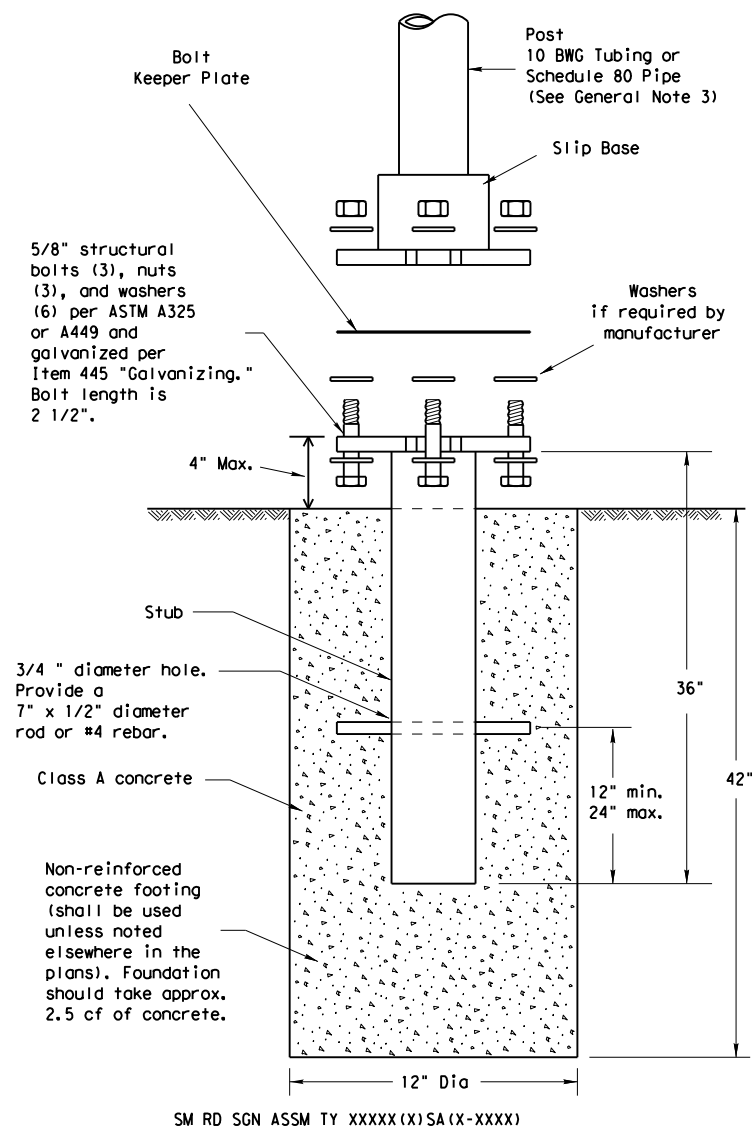 Bolt
Keeper Plate
Post
10 BWG Tubing or
Schedule 80 Pipe
(See General Note 3)
Slip Base
5/8" structural
bolts (3), nuts
(3), and washers
(6) per ASTM A325
or A449 and
galvanized per
Item 445 "Galvanizing."
Bolt length is
2 1/2".
Washers
if required by
manufacturer
4" Max.
Stub
3/4 " diameter hole.
Provide a
7" x 1/2" diameter
rod or #4 rebar.
36"
Class A concrete
12" min.
24" max.
42"
Non-reinforced
concrete footing
(shall be used
unless noted
elsewhere in the
plans). Foundation
should take approx.
2.5 cf of concrete.
12" Dia
SM RD SGN ASSM TY XXXXX(X)SA(X-XXXX)